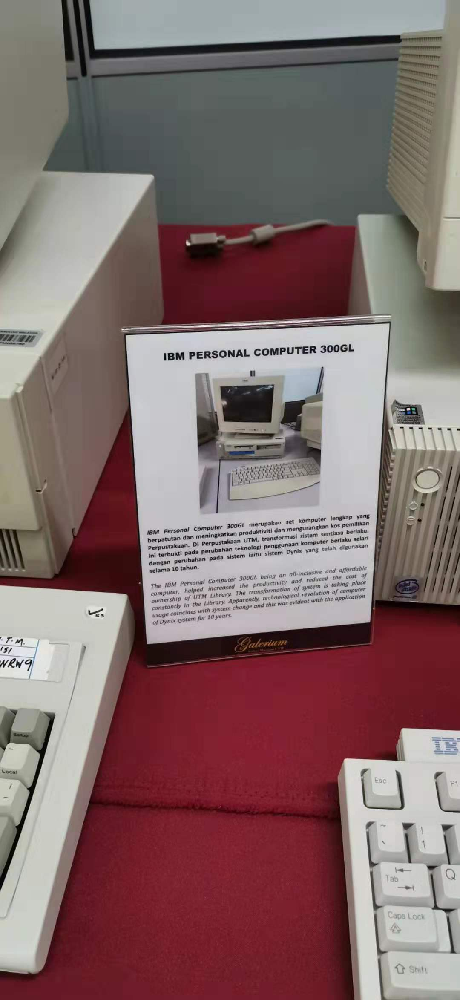 IBM PERSONAL COMPUTER 300GL
IBM Personal Computer 300GL merupakan set komputer lengkap yang
berpatutan dan meningkatkan produktiviti dan mengurangkan kos pemilikan
Perpustakaan. Di Perpustakaan UTM, transformasi sistem sentiasa berlaku.
Ini terbukti pada perubahan teknologi penggunaan komputer berlaku selari
dengan perubahan pada sistem iaitu sistem Dynix yang telah digunakan
selama 10 tahun.
The IBM Personal Computer 300GL being an all-inclusive and affordable
computer, helped increased the productivity and reduced the cost of
ownership of UTM Library. The transformation of system is taking place
constantly in the Library. Apparently, technological revolution of computer
usage coincides with system change and this was evident with the application
of Dynix system for 10 years.
Galerium
Microsoft
Windows NT
intel
inside
.T.M.
151
WRW9
Setup
Local
IB
Esc
F1
~
`
!
1
Tab
Q
Caps Lock
A
Shift